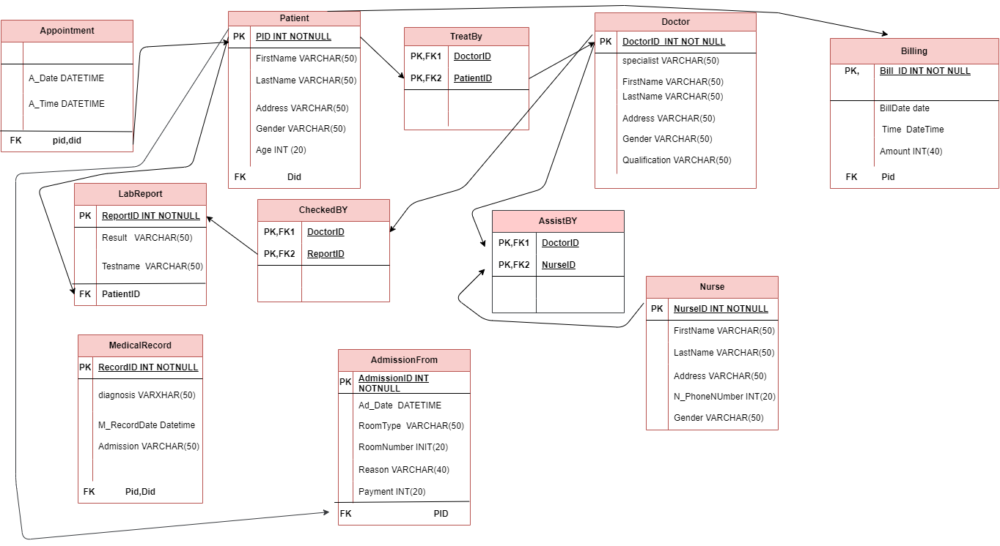 Appointment
A_Date DATETIME
A_Time DATETIME
FK pid,did
Patient
PK PID INT NOTNULL
FirstName VARCHAR(50)
LastName VARCHAR(50)
Address VARCHAR(50)
Gender VARCHAR(50)
Age INT (20)
FK Did
TreatBy
PK,FK1 DoctorID
PK,FK2 PatientID
Doctor
PK DoctorID INT NOT NULL
specialist VARCHAR(50)
FirstName VARCHAR(50)
LastName VARCHAR(50)
Address VARCHAR(50)
Gender VARCHAR(50)
Qualification VARCHAR(50)
Billing
PK, Bill_ID INT NOT NULL
BillDate date
Time DateTime
Amount INT(40)
FK Pid
LabReport
PK ReportID INT NOTNULL
Result VARCHAR(50)
Testname VARCHAR(50)
FK PatientID
CheckedBY
PK,FK1 DoctorID
PK,FK2 ReportID
AssistBY
PK,FK1 DoctorID
PK,FK2 NurseID
Nurse
PK NurseID INT NOTNULL
FirstName VARCHAR(50)
LastName VARCHAR(50)
Address VARCHAR(50)
N_PhoneNUmber INT(20)
Gender VARCHAR(50)
MedicalRecord
PK RecordID INT NOTNULL
diagnosis VARXHAR(50)
M_RecordDate Datetime
Admission VARCHAR(50)
FK Pid,Did
AdmissionFrom
PK AdmissionID INT
NOTNULL
Ad_Date DATETIME
RoomType VARCHAR(50)
RoomNumber INIT(20)
Reason VARCHAR(40)
Payment INT(20)
FK PID